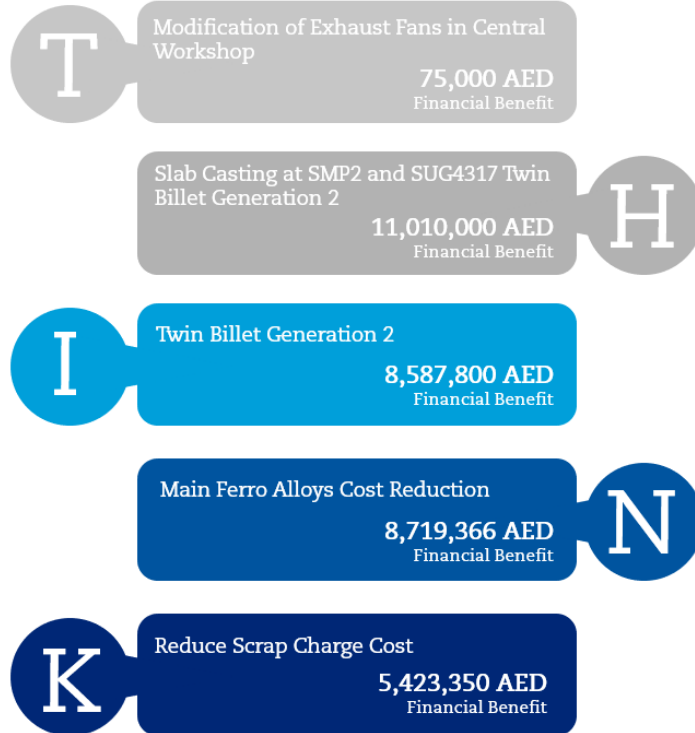 T
Modification of Exhaust Fans in Central
Workshop
75,000 AED
Financial Benefit
Slab Casting at SMP2 and SUG4317 Twin
Billet Generation 2
11,010,000 AED
Financial Benefit
H
I
Twin Billet Generation 2
8,587,800 AED
Financial Benefit
Main Ferro Alloys Cost Reduction
8,719,366 AED
Financial Benefit
N
K
Reduce Scrap Charge Cost
5,423,350 AED
Financial Benefit